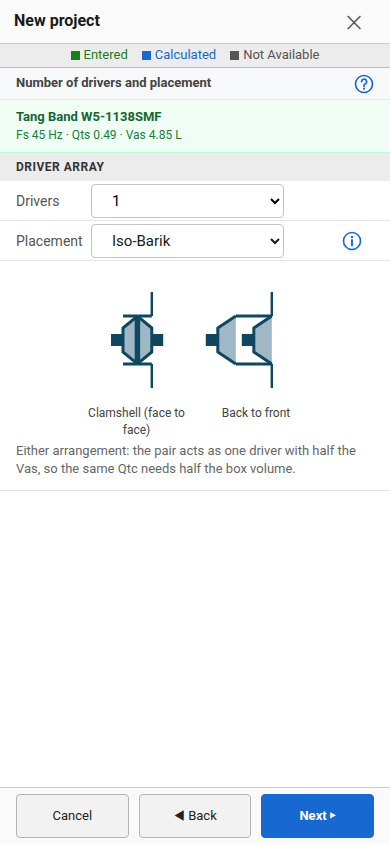 New project
Entered
Calculated
Not Available
Number of drivers and placement
Tang Band W5-1138SMF
Fs 45 Hz · Qts 0.49 · Vas 4.85 L
DRIVER ARRAY
Drivers
1
Placement
Iso-Barik
Clamshell (face to
face)
Back to front
Either arrangement: the pair acts as one driver with half the
Vas, so the same Qtc needs half the box volume.
Cancel
◀ Back
Next ▸